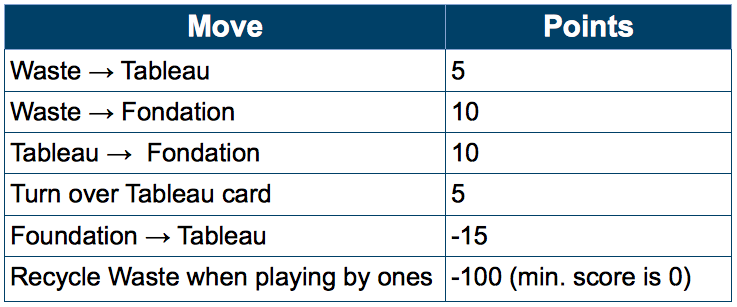 Move Points
Waste → Tableau 5
Waste → Fondation 10
Tableau → Fondation 10
Turn over Tableau card 5
Foundation → Tableau -15
Recycle Waste when playing by ones -100 (min. score is 0)